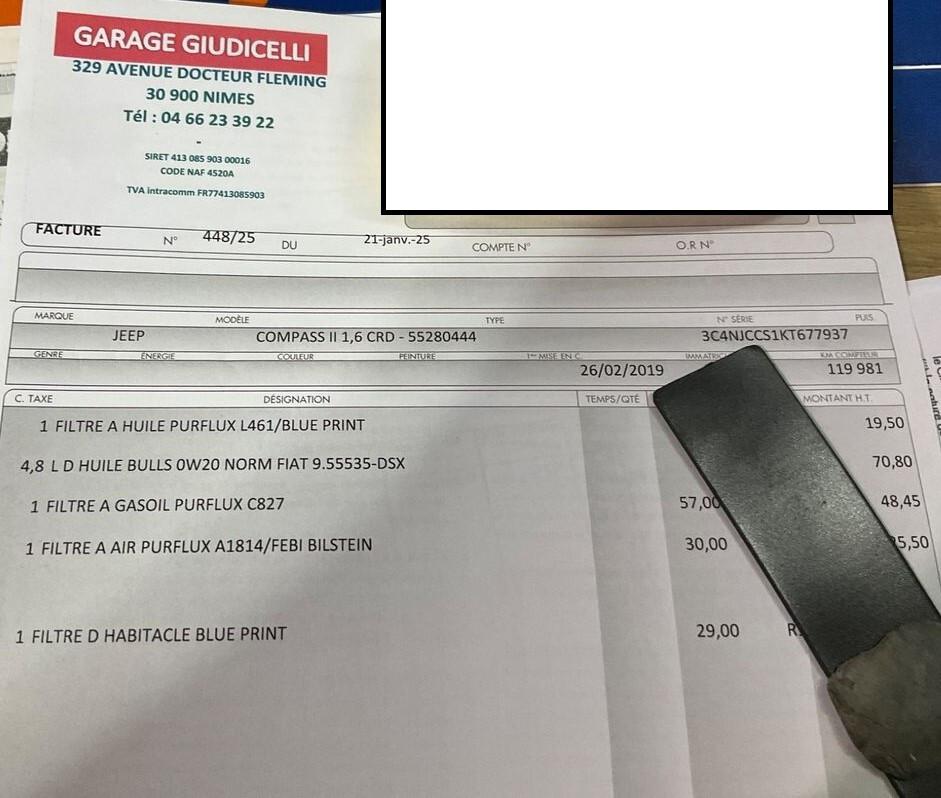 GARAGE GIUDICELLI
329 AVENUE DOCTEUR FLEMING
30 900 NIMES
Tél : 04 66 23 39 22
-
SIRET 413 085 903 00016
CODE NAF 4520A
TVA intracomm FR77413085903
FACTURE N° 448/25 DU 21-janv.-25 COMPTE N° O.R N°
MARQUE MODÈLE TYPE N° SÉRIE PUIS.
JEEP COMPASS II 1,6 CRD - 55280444 3C4NJCCS1KT677937
GENRE ÉNERGIE COULEUR PEINTURE 1ère MISE EN C. KM COMPTEUR
26/02/2019 119 981
C. TAXE DÉSIGNATION TEMPS/QTÉ MONTANT H.T.
1 FILTRE A HUILE PURFLUX L461/BLUE PRINT 19,50
4,8 L D HUILE BULLS 0W20 NORM FIAT 9.55535-DSX 70,80
1 FILTRE A GASOIL PURFLUX C827 57,00 48,45
1 FILTRE A AIR PURFLUX A1814/FEBI BILSTEIN 30,00 5,50
1 FILTRE D HABITACLE BLUE PRINT 29,00